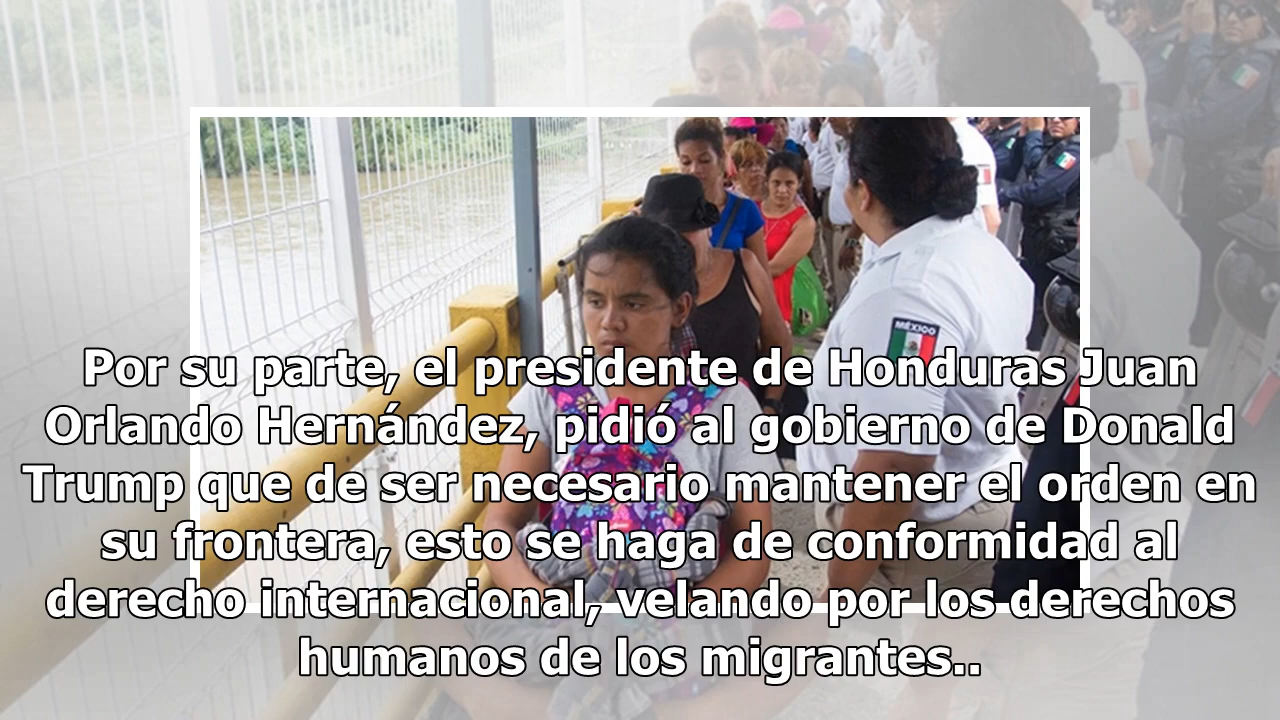 MÉXICO
Por su parte, el presidente de Honduras Juan
Orlando Hernández, pidió al gobierno de Donald
Trump que de ser necesario mantener el orden en
su frontera, esto se haga de conformidad al
derecho internacional, velando por los derechos
humanos de los migrantes..